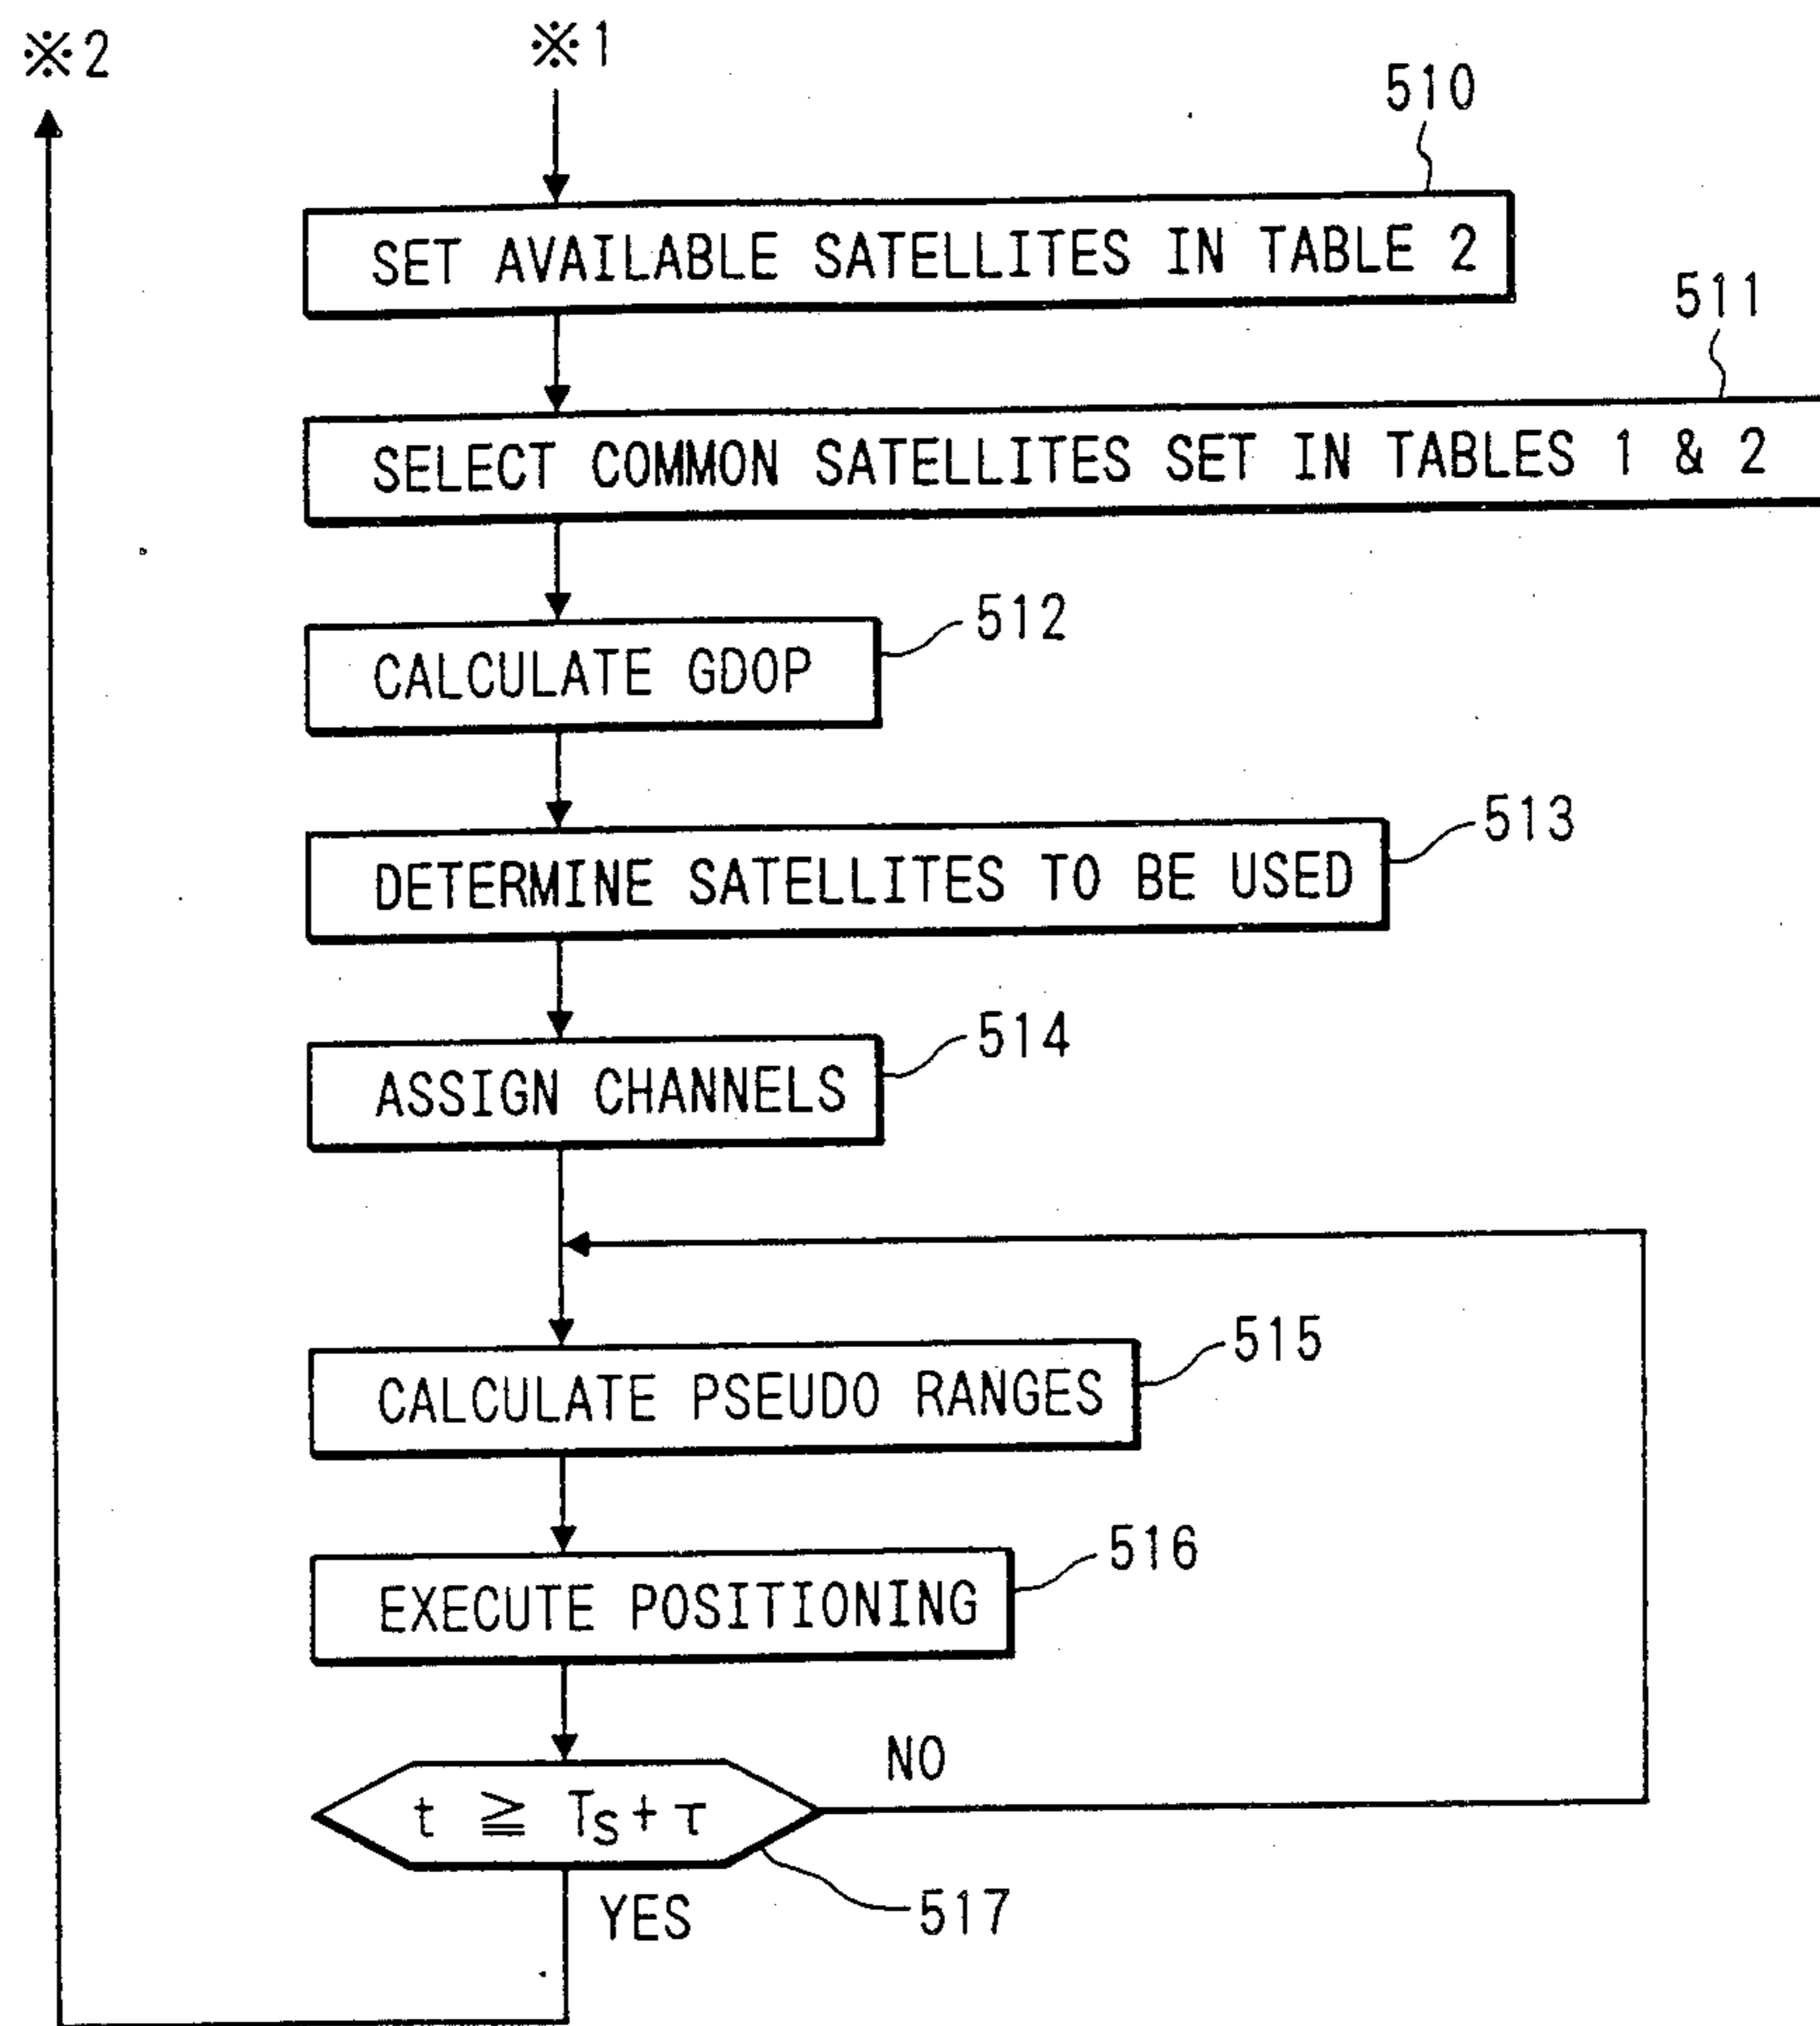 ※2
※1
510
SET AVAILABLE SATELLITES IN TABLE 2
511
SELECT COMMON SATELLITES SET IN TABLES 1 & 2
512
CALCULATE GDOP
513
DETERMINE SATELLITES TO BE USED
514
ASSIGN CHANNELS
515
CALCULATE PSEUDO RANGES
516
EXECUTE POSITIONING
NO
t ≧ Ts+τ
YES
517